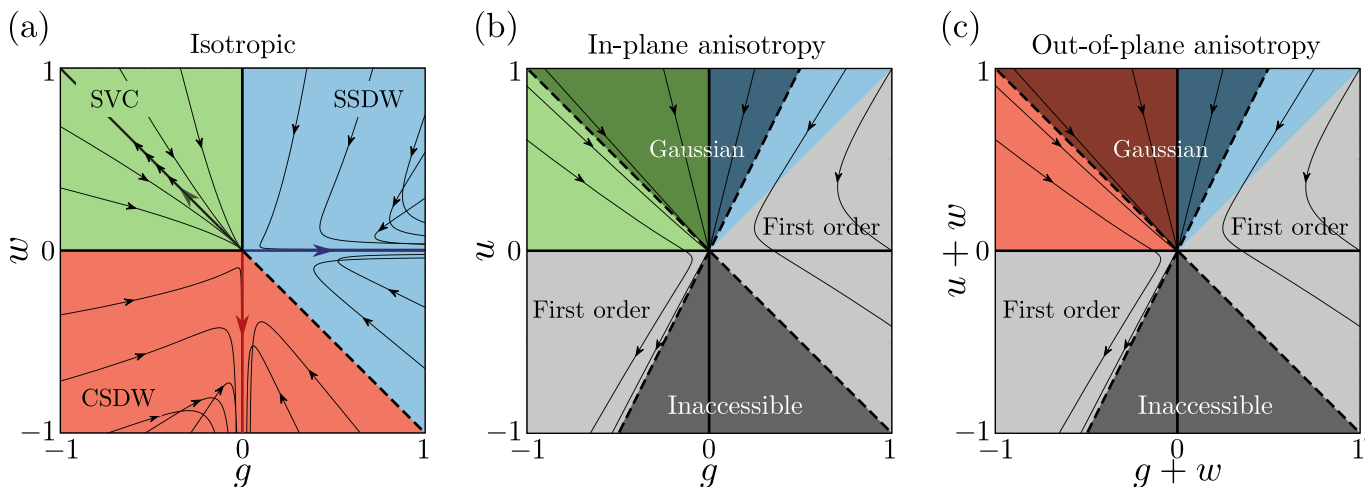 (a)
Isotropic
1
SVC
SSDW
w
0
CSDW
−1
−1
0
1
g
(b)
In-plane anisotropy
1
Gaussian
u
First order
0
First order
Inaccessible
−1
−1
0
1
g
(c)
Out-of-plane anisotropy
1
Gaussian
u + w
First order
0
First order
Inaccessible
−1
−1
0
1
g + w